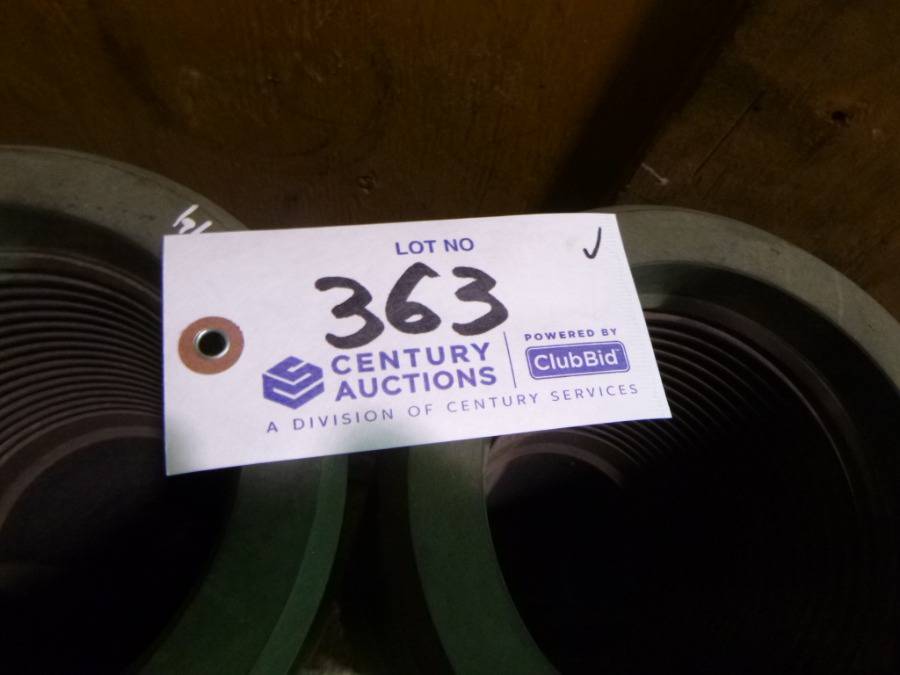 LOT NO
363
CENTURY
AUCTIONS
POWERED BY
ClubBid
A DIVISION OF CENTURY SERVICES